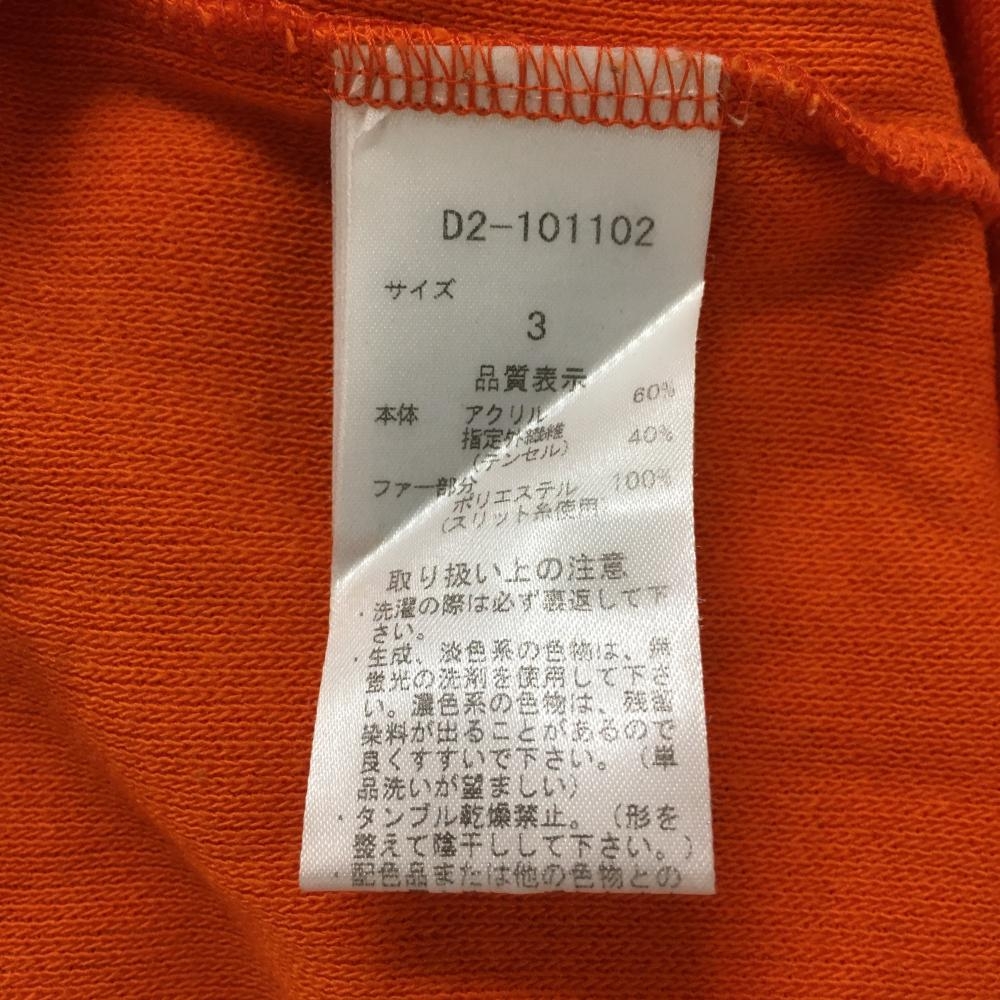 D2-101102
サイズ
3
品質表示
本体 アクリル 60%
指定外繊維 40%
(テンセル)
ファー部分
ポリエステル 100%
(スリット糸使用)
取り扱い上の注意
・洗濯の際は必ず裏返して下
さい。
・生成、淡色系の色物は、無
蛍光の洗剤を使用して下さ
い。濃色系の色物は、残留
染料が出ることがあるので
良くすすいで下さい。(単
品洗いが望ましい)
・タンブル乾燥禁止。(形を
整えて陰干しして下さい。)
・配色品または他の色物との